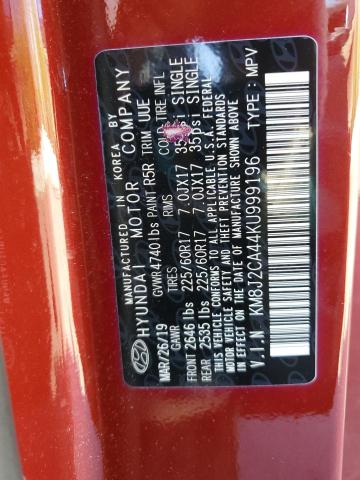 MANUFACTURED IN KOREA BY
HYUNDAI MOTOR COMPANY
MAR/26/19 GVWR 4740lbs PAINT R5R TRIM UUE
GAWR TIRES RIMS COLD TIRE INFL
FRONT 2646 lbs 225/60R17 7.0JX17 35psi SINGLE
REAR 2535 lbs 225/60R17 7.0JX17 35psi SINGLE
THIS VEHICLE CONFORMS TO ALL APPLICABLE U.S.A. FEDERAL
MOTOR VEHICLE SAFETY AND THEFT PREVENTION STANDARDS
IN EFFECT ON THE DATE OF MANUFACTURE SHOWN ABOVE
V.I.N: KM8J2CA44KU999196 TYPE: MPV